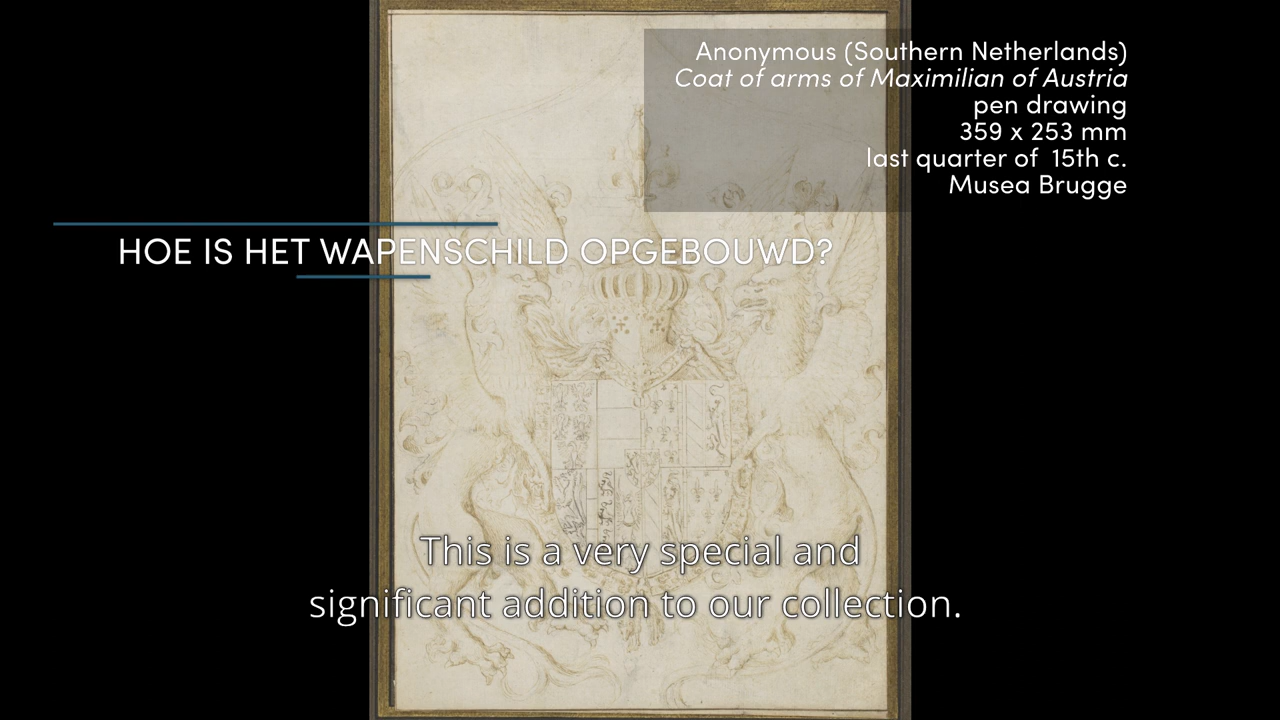 Anonymous (Southern Netherlands)
Coat of arms of Maximilian of Austria
pen drawing
359 x 253 mm
last quarter of 15th c.
Musea Brugge
HOE IS HET WAPENSCHILD OPGEBOUWD?
This is a very special and
significant addition to our collection.